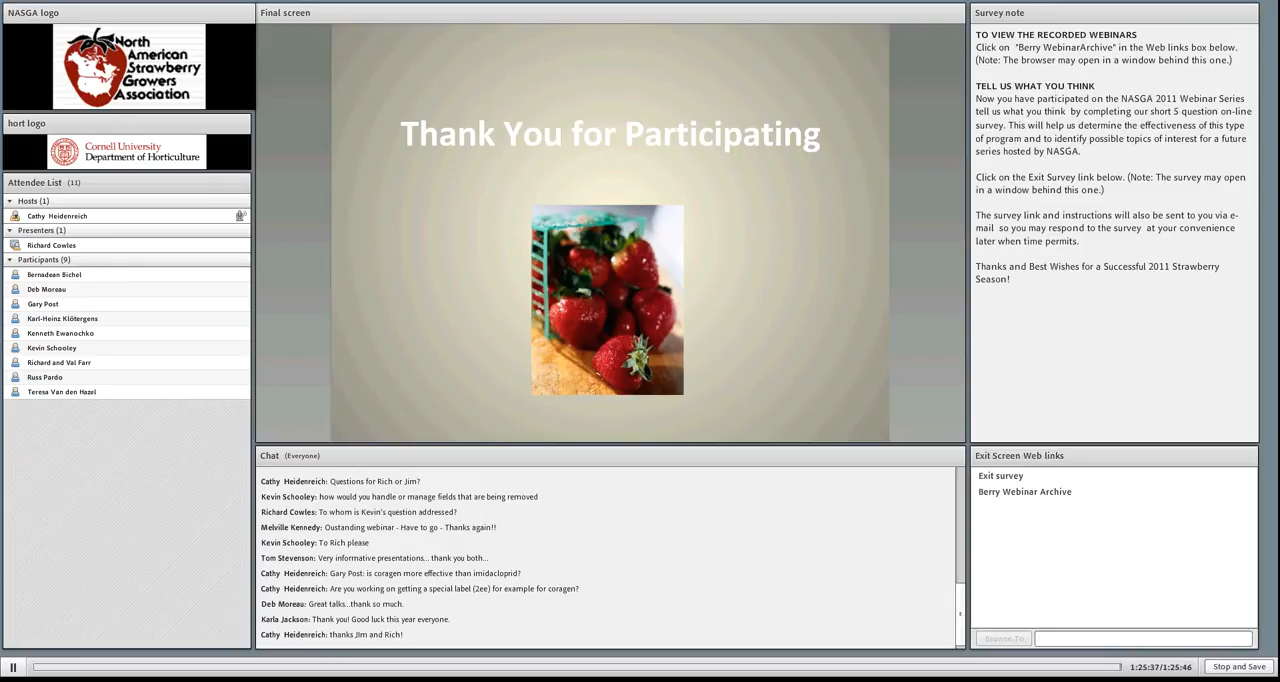 NASGA logo
North
American
Strawberry
Growers
Association
hort logo
Cornell University
Department of Horticulture
Attendee List (11)
Hosts (1)
Cathy Heidenreich
Presenters (1)
Richard Cowles
Participants (9)
Bernadean Bichel
Deb Moreau
Gary Post
Karl-Heinz Klötergens
Kenneth Ewanochko
Kevin Schooley
Richard and Val Farr
Russ Pardo
Teresa Van den Hazel
Final screen
Thank You for Participating
Chat (Everyone)
Cathy Heidenreich: Questions for Rich or Jim?
Kevin Schooley: how would you handle or manage fields that are being removed
Richard Cowles: To whom is Kevin's question addressed?
Melville Kennedy: Oustanding webinar - Have to go - Thanks again!!
Kevin Schooley: To Rich please
Tom Stevenson: Very informative presentations... thank you both...
Cathy Heidenreich: Gary Post: is coragen more effective than imidacloprid?
Cathy Heidenreich: Are you working on getting a special label (2ee) for example for coragen?
Deb Moreau: Great talks...thank so much.
Karla Jackson: Thank you! Good luck this year everyone.
Cathy Heidenreich: thanks JIm and Rich!
Survey note
TO VIEW THE RECORDED WEBINARS
Click on "Berry WebinarArchive" in the Web links box below.
(Note: The browser may open in a window behind this one.)
TELL US WHAT YOU THINK
Now you have participated on the NASGA 2011 Webinar Series
tell us what you think by completing our short 5 question on-line
survey. This will help us determine the effectiveness of this type
of program and to identify possible topics of interest for a future
series hosted by NASGA.
Click on the Exit Survey link below. (Note: The survey may open
in a window behind this one.)
The survey link and instructions will also be sent to you via e-
mail so you may respond to the survey at your convenience
later when time permits.
Thanks and Best Wishes for a Successful 2011 Strawberry
Season!
Exit Screen Web links
Exit survey
Berry Webinar Archive
Browse To
1:25:37/1:25:46
Stop and Save